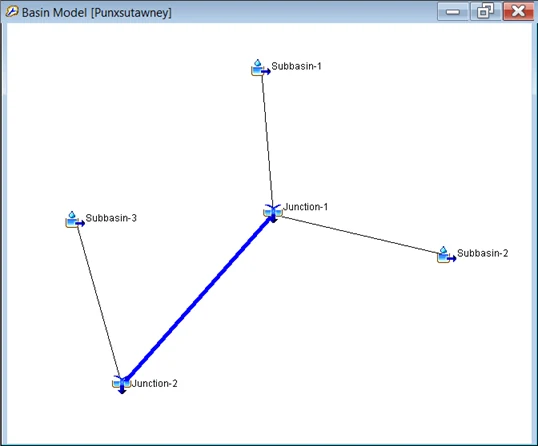 Basin Model [Punxsutawney]
Subbasin-1
Junction-1
Subbasin-3
Subbasin-2
Junction-2